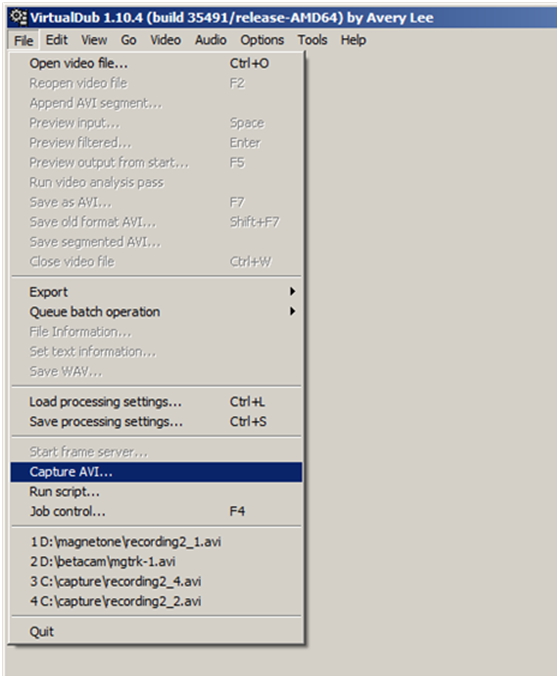 VirtualDub 1.10.4 (build 35491/release-AMD64) by Avery Lee
File Edit View Go Video Audio Options Tools Help
Open video file... Ctrl+O
Reopen video file F2
Append AVI segment...
Preview input... Space
Preview filtered... Enter
Preview output from start... F5
Run video analysis pass
Save as AVI... F7
Save old format AVI... Shift+F7
Save segmented AVI...
Close video file Ctrl+W
Export
Queue batch operation
File Information...
Set text information...
Save WAV...
Load processing settings... Ctrl+L
Save processing settings... Ctrl+S
Start frame server...
Capture AVI...
Run script...
Job control... F4
1 D:\magnetone\recording2_1.avi
2 D:\betacam\mgtrk-1.avi
3 C:\capture\recording2_4.avi
4 C:\capture\recording2_2.avi
Quit